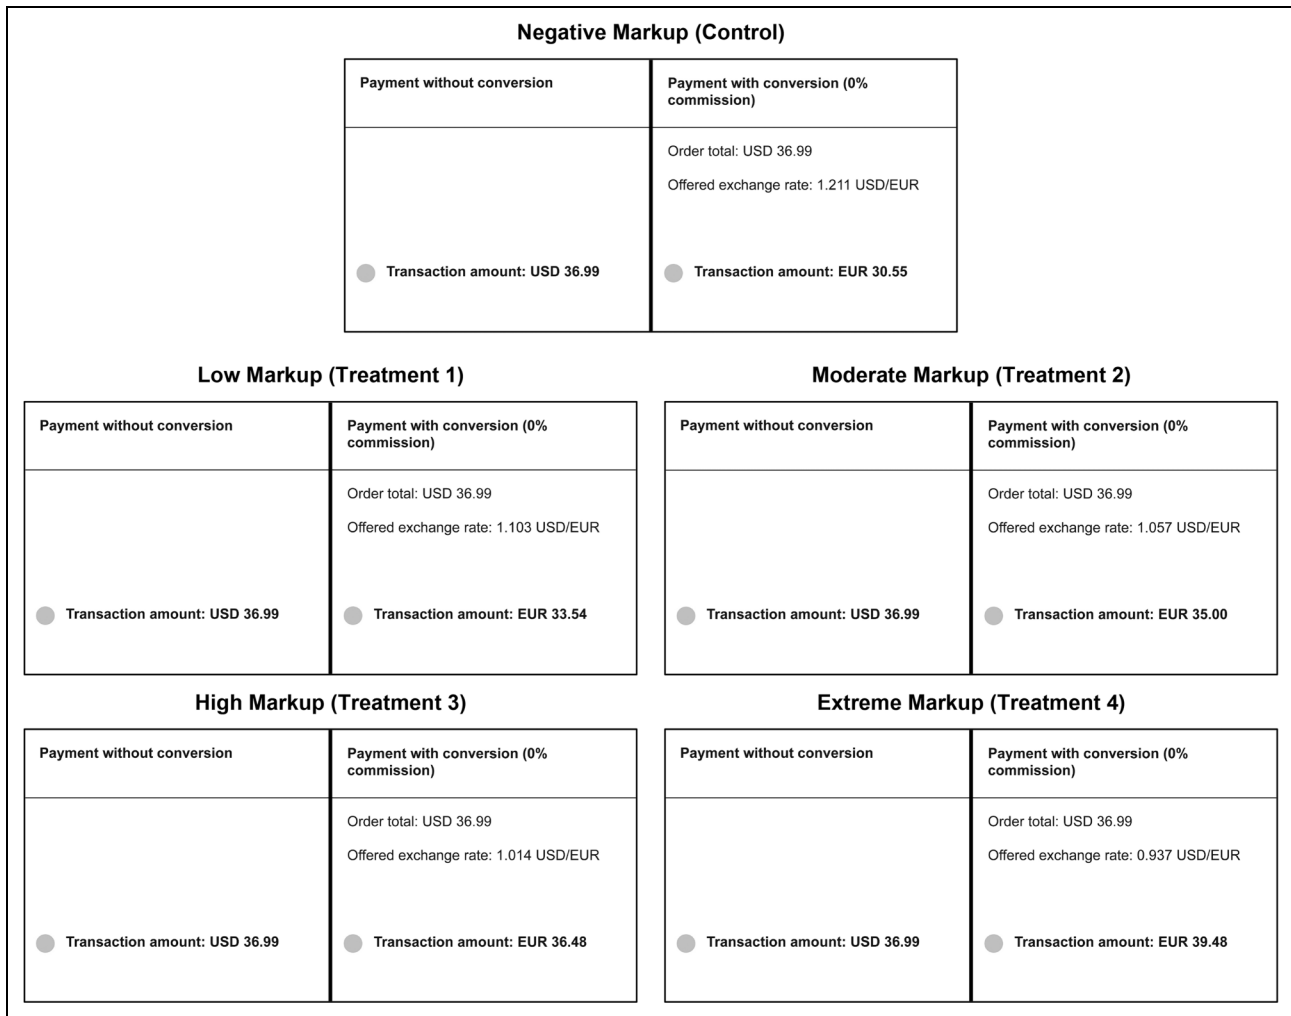 Negative Markup (Control)
Payment without conversion
Payment with conversion (0%
commission)
Order total: USD 36.99
Offered exchange rate: 1.211 USD/EUR
Transaction amount: USD 36.99
Transaction amount: EUR 30.55
Low Markup (Treatment 1)
Payment without conversion
Payment with conversion (0%
commission)
Order total: USD 36.99
Offered exchange rate: 1.103 USD/EUR
Transaction amount: USD 36.99
Transaction amount: EUR 33.54
Moderate Markup (Treatment 2)
Payment without conversion
Payment with conversion (0%
commission)
Order total: USD 36.99
Offered exchange rate: 1.057 USD/EUR
Transaction amount: USD 36.99
Transaction amount: EUR 35.00
High Markup (Treatment 3)
Payment without conversion
Payment with conversion (0%
commission)
Order total: USD 36.99
Offered exchange rate: 1.014 USD/EUR
Transaction amount: USD 36.99
Transaction amount: EUR 36.48
Extreme Markup (Treatment 4)
Payment without conversion
Payment with conversion (0%
commission)
Order total: USD 36.99
Offered exchange rate: 0.937 USD/EUR
Transaction amount: USD 36.99
Transaction amount: EUR 39.48